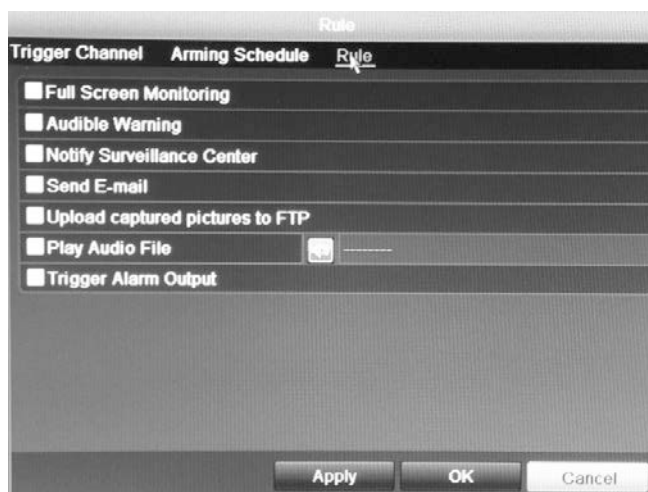 Rule
Trigger Channel Arming Schedule Rule
Full Screen Monitoring
Audible Warning
Notify Surveillance Center
Send E-mail
Upload captured pictures to FTP
Play Audio File --------
Trigger Alarm Output
Apply OK Cancel